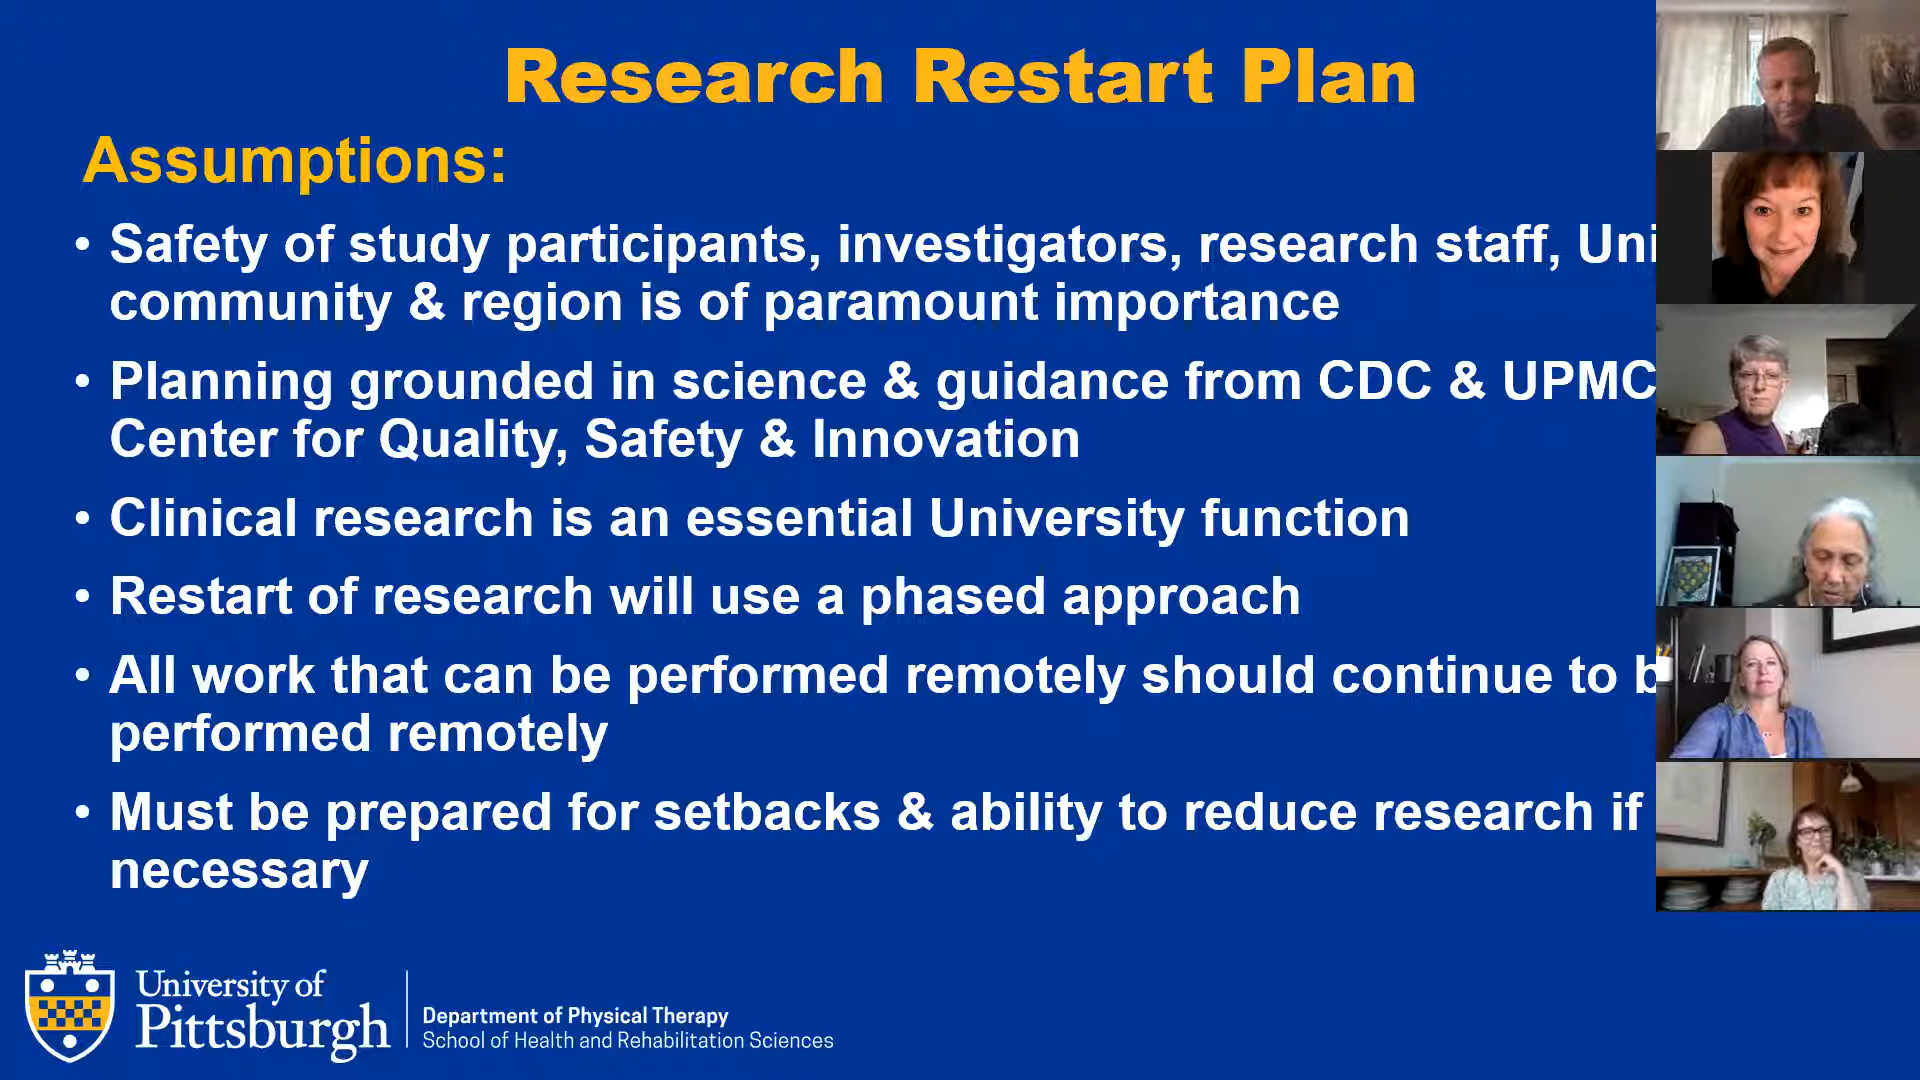 Research Restart Plan
Assumptions:
• Safety of study participants, investigators, research staff, Uni
community & region is of paramount importance
• Planning grounded in science & guidance from CDC & UPMC
Center for Quality, Safety & Innovation
• Clinical research is an essential University function
• Restart of research will use a phased approach
• All work that can be performed remotely should continue to b
performed remotely
• Must be prepared for setbacks & ability to reduce research if
necessary
University of
Pittsburgh
Department of Physical Therapy
School of Health and Rehabilitation Sciences